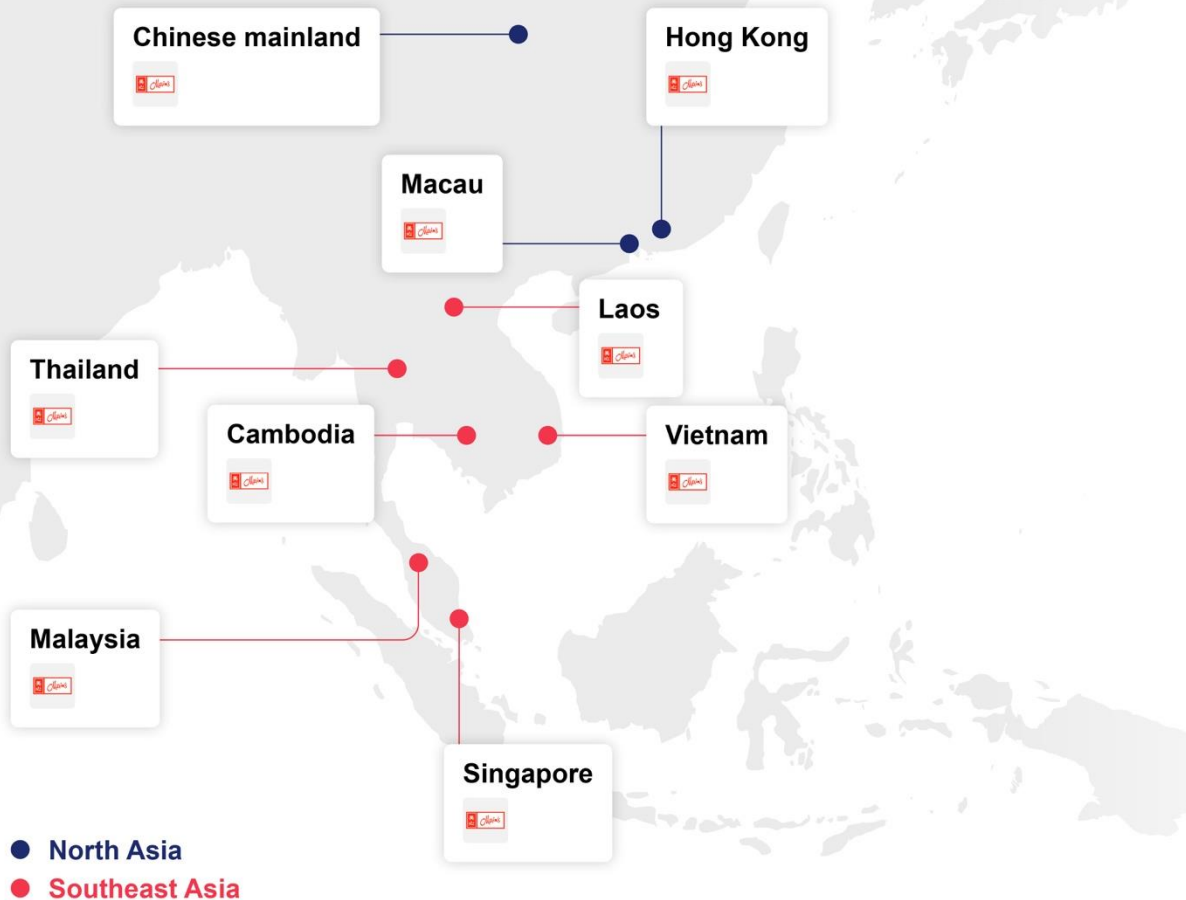 Chinese mainland
Hong Kong
Macau
Laos
Thailand
Cambodia
Vietnam
Malaysia
Singapore
North Asia
Southeast Asia